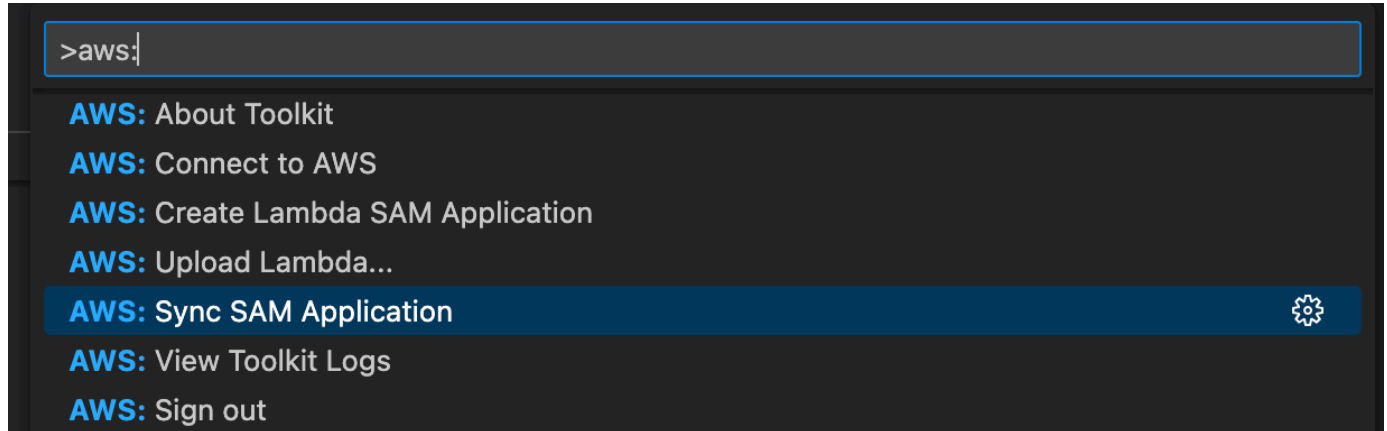 >aws:
AWS: About Toolkit
AWS: Connect to AWS
AWS: Create Lambda SAM Application
AWS: Upload Lambda...
AWS: Sync SAM Application
AWS: View Toolkit Logs
AWS: Sign out